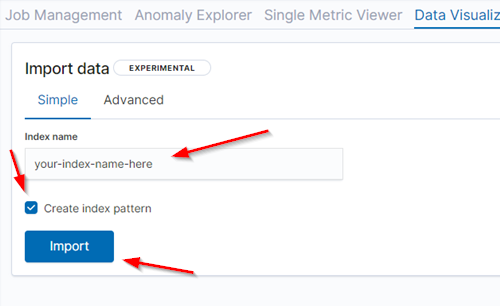 Job Management Anomaly Explorer Single Metric Viewer Data Visualiz
Import data EXPERIMENTAL
Simple Advanced
Index name
your-index-name-here
Create index pattern
Import